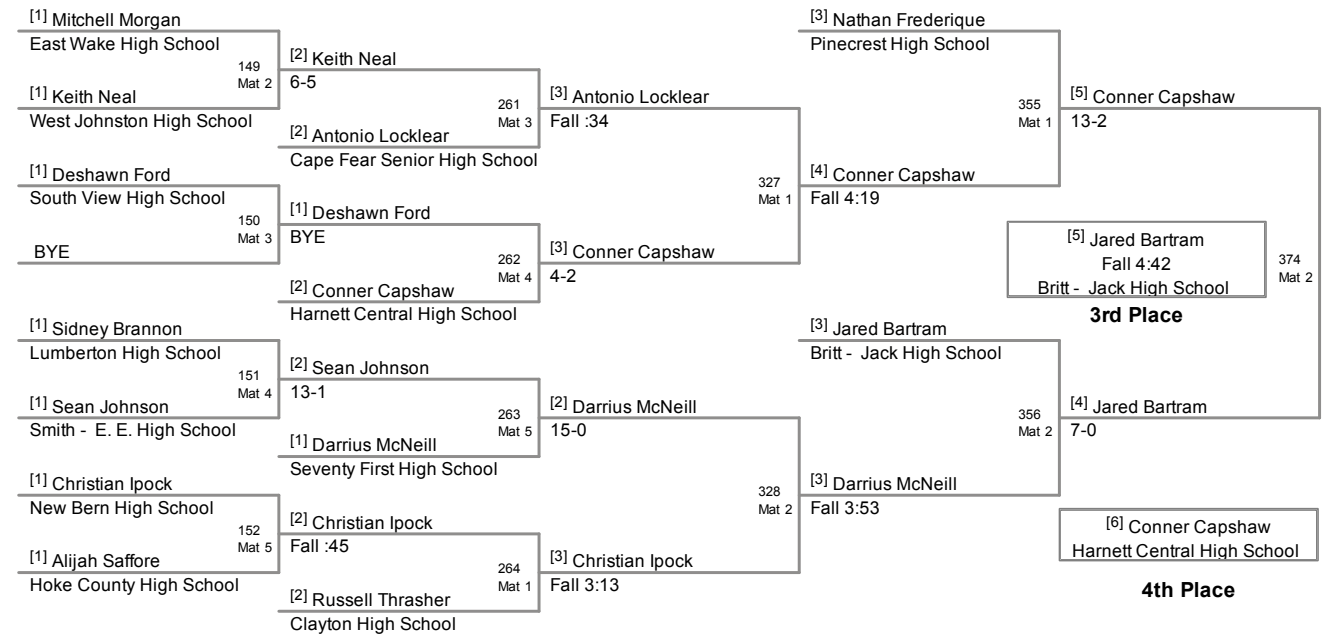 [1] Mitchell Morgan
East Wake High School
149
Mat 2
[1] Keith Neal
West Johnston High School
[1] Deshawn Ford
South View High School
150
Mat 3
BYE
[1] Sidney Brannon
Lumberton High School
151
Mat 4
[1] Sean Johnson
Smith - E. E. High School
[1] Christian Ipock
New Bern High School
152
Mat 5
[1] Alijah Saffore
Hoke County High School
[2] Keith Neal
6-5
261
Mat 3
[2] Antonio Locklear
Cape Fear Senior High School
[1] Deshawn Ford
BYE
262
Mat 4
[2] Conner Capshaw
Harnett Central High School
[2] Sean Johnson
13-1
263
Mat 5
[1] Darrius McNeill
Seventy First High School
[2] Christian Ipock
Fall :45
264
Mat 1
[2] Russell Thrasher
Clayton High School
[3] Antonio Locklear
Fall :34
327
Mat 1
[3] Conner Capshaw
4-2
[2] Darrius McNeill
15-0
328
Mat 2
[3] Christian Ipock
Fall 3:13
[3] Nathan Frederique
Pinecrest High School
355
Mat 1
[4] Conner Capshaw
Fall 4:19
[3] Jared Bartram
Britt - Jack High School
356
Mat 2
[3] Darrius McNeill
Fall 3:53
[5] Conner Capshaw
13-2
374
Mat 2
[4] Jared Bartram
7-0
[5] Jared Bartram
Fall 4:42
Britt - Jack High School
3rd Place
[6] Conner Capshaw
Harnett Central High School
4th Place